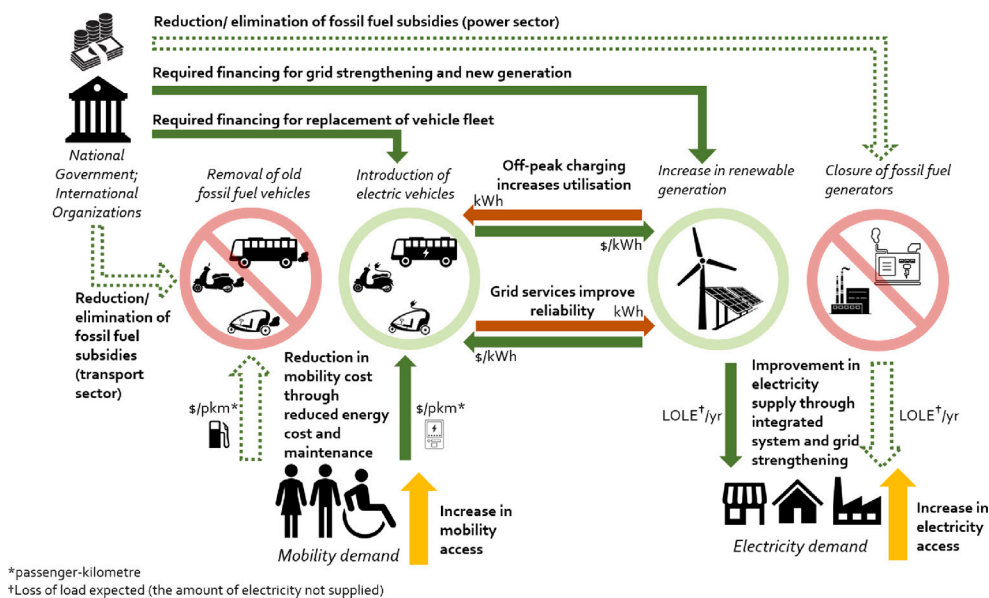 Reduction/ elimination of fossil fuel subsidies (power sector)
Required financing for grid strengthening and new generation
Required financing for replacement of vehicle fleet
National
Government;
International
Organizations
Removal of old
fossil fuel vehicles
Introduction of
electric vehicles
Off-peak charging
increases utilisation
Increase in renewable
generation
Closure of fossil fuel
generators
kWh
$/kWh
Grid services improve
reliability
kWh
$/kWh
Reduction/
elimination of
fossil fuel
subsidies
(transport
sector)
$/pkm*
Reduction in
mobility cost
through
reduced energy
cost and
maintenance
$/pkm*
LOLE†/yr
Improvement in
electricity
supply through
integrated
system and grid
strengthening
LOLE†/yr
Mobility demand
Increase in
mobility
access
Electricity demand
Increase in
electricity
access
*passenger-kilometre
†Loss of load expected (the amount of electricity not supplied)